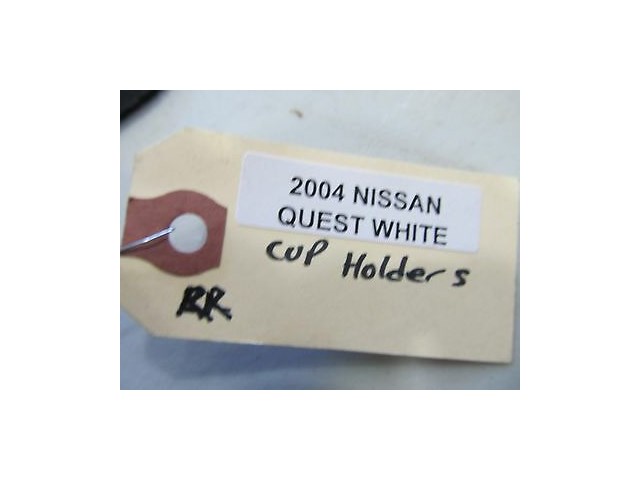 2004 NISSAN
QUEST WHITE
CUP Holders
RR